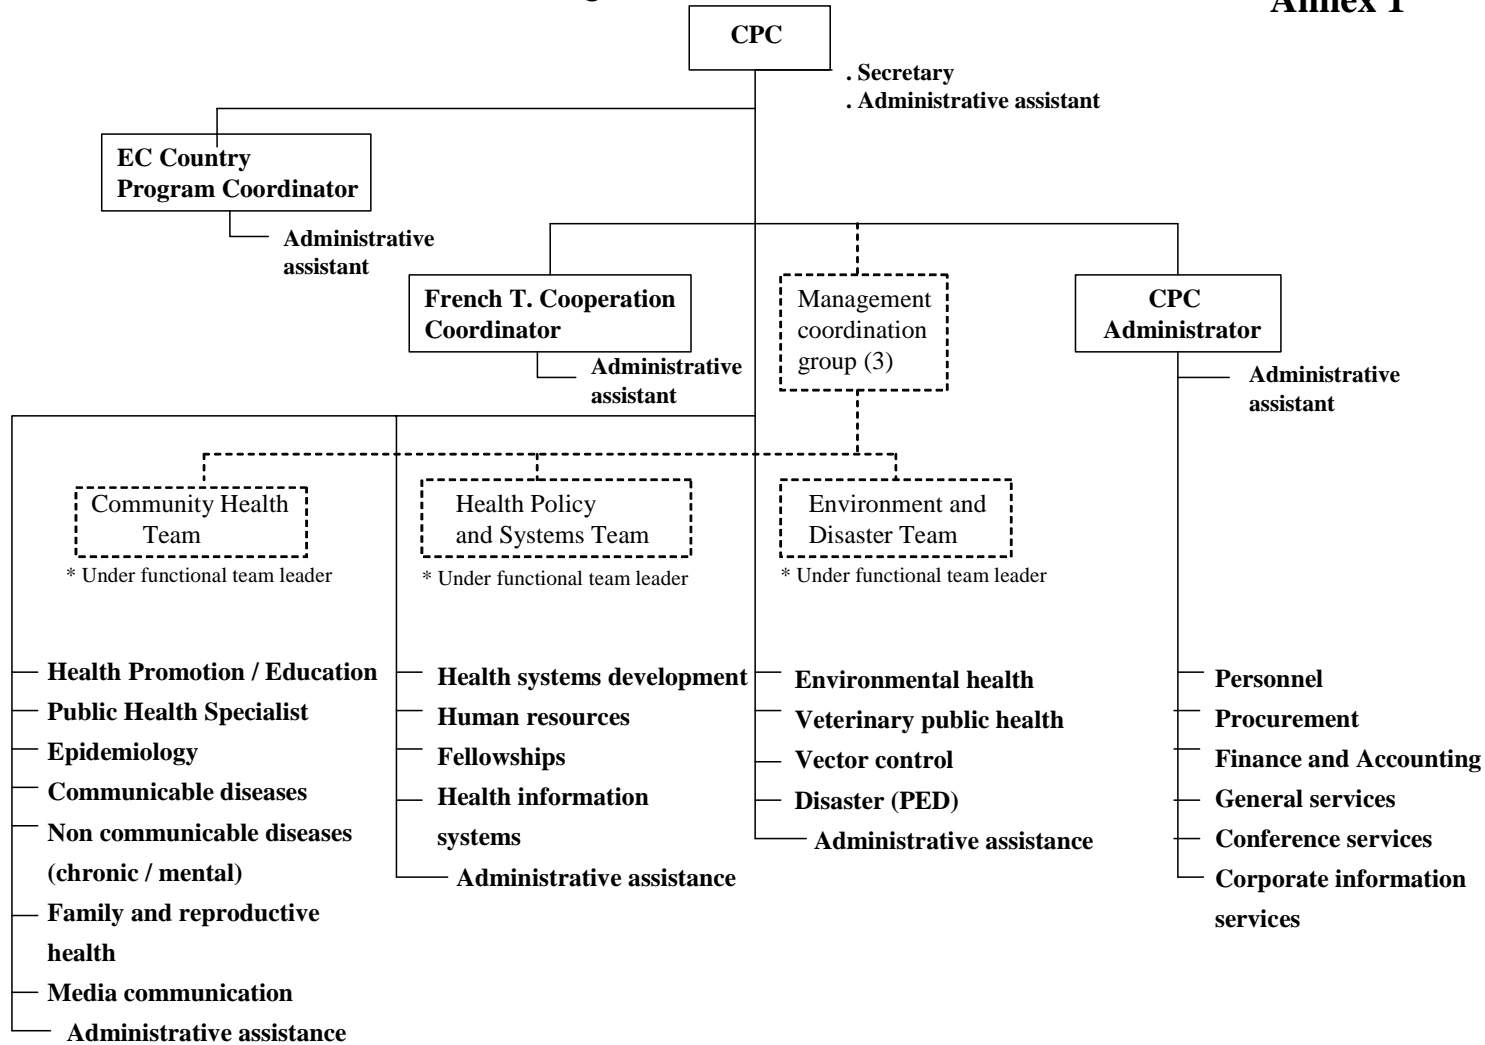 Annex 1
CPC
. Secretary
. Administrative assistant
EC Country
Program Coordinator
Administrative
assistant
French T. Cooperation
Coordinator
Administrative
assistant
Management
coordination
group (3)
CPC
Administrator
Administrative
assistant
Community Health
Team
* Under functional team leader
Health Policy
and Systems Team
* Under functional team leader
Environment and
Disaster Team
* Under functional team leader
Health Promotion / Education
Public Health Specialist
Epidemiology
Communicable diseases
Non communicable diseases
(chronic / mental)
Family and reproductive
health
Media communication
Administrative assistance
Health systems development
Human resources
Fellowships
Health information
systems
Administrative assistance
Environmental health
Veterinary public health
Vector control
Disaster (PED)
Administrative assistance
Personnel
Procurement
Finance and Accounting
General services
Conference services
Corporate information
services